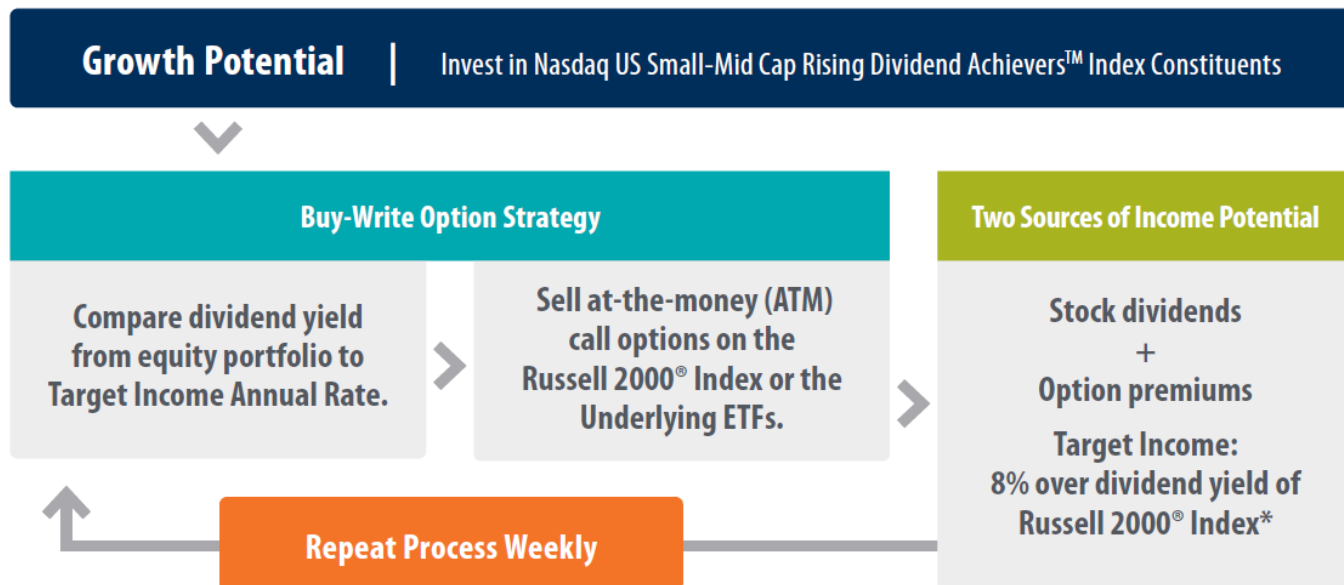 Growth Potential | Invest in Nasdaq US Small-Mid Cap Rising Dividend Achievers™ Index Constituents
Buy-Write Option Strategy
Compare dividend yield
from equity portfolio to
Target Income Annual Rate.
Sell at-the-money (ATM)
call options on the
Russell 2000® Index or the
Underlying ETFs.
Two Sources of Income Potential
Stock dividends
+
Option premiums
Target Income:
8% over dividend yield of
Russell 2000® Index*
Repeat Process Weekly